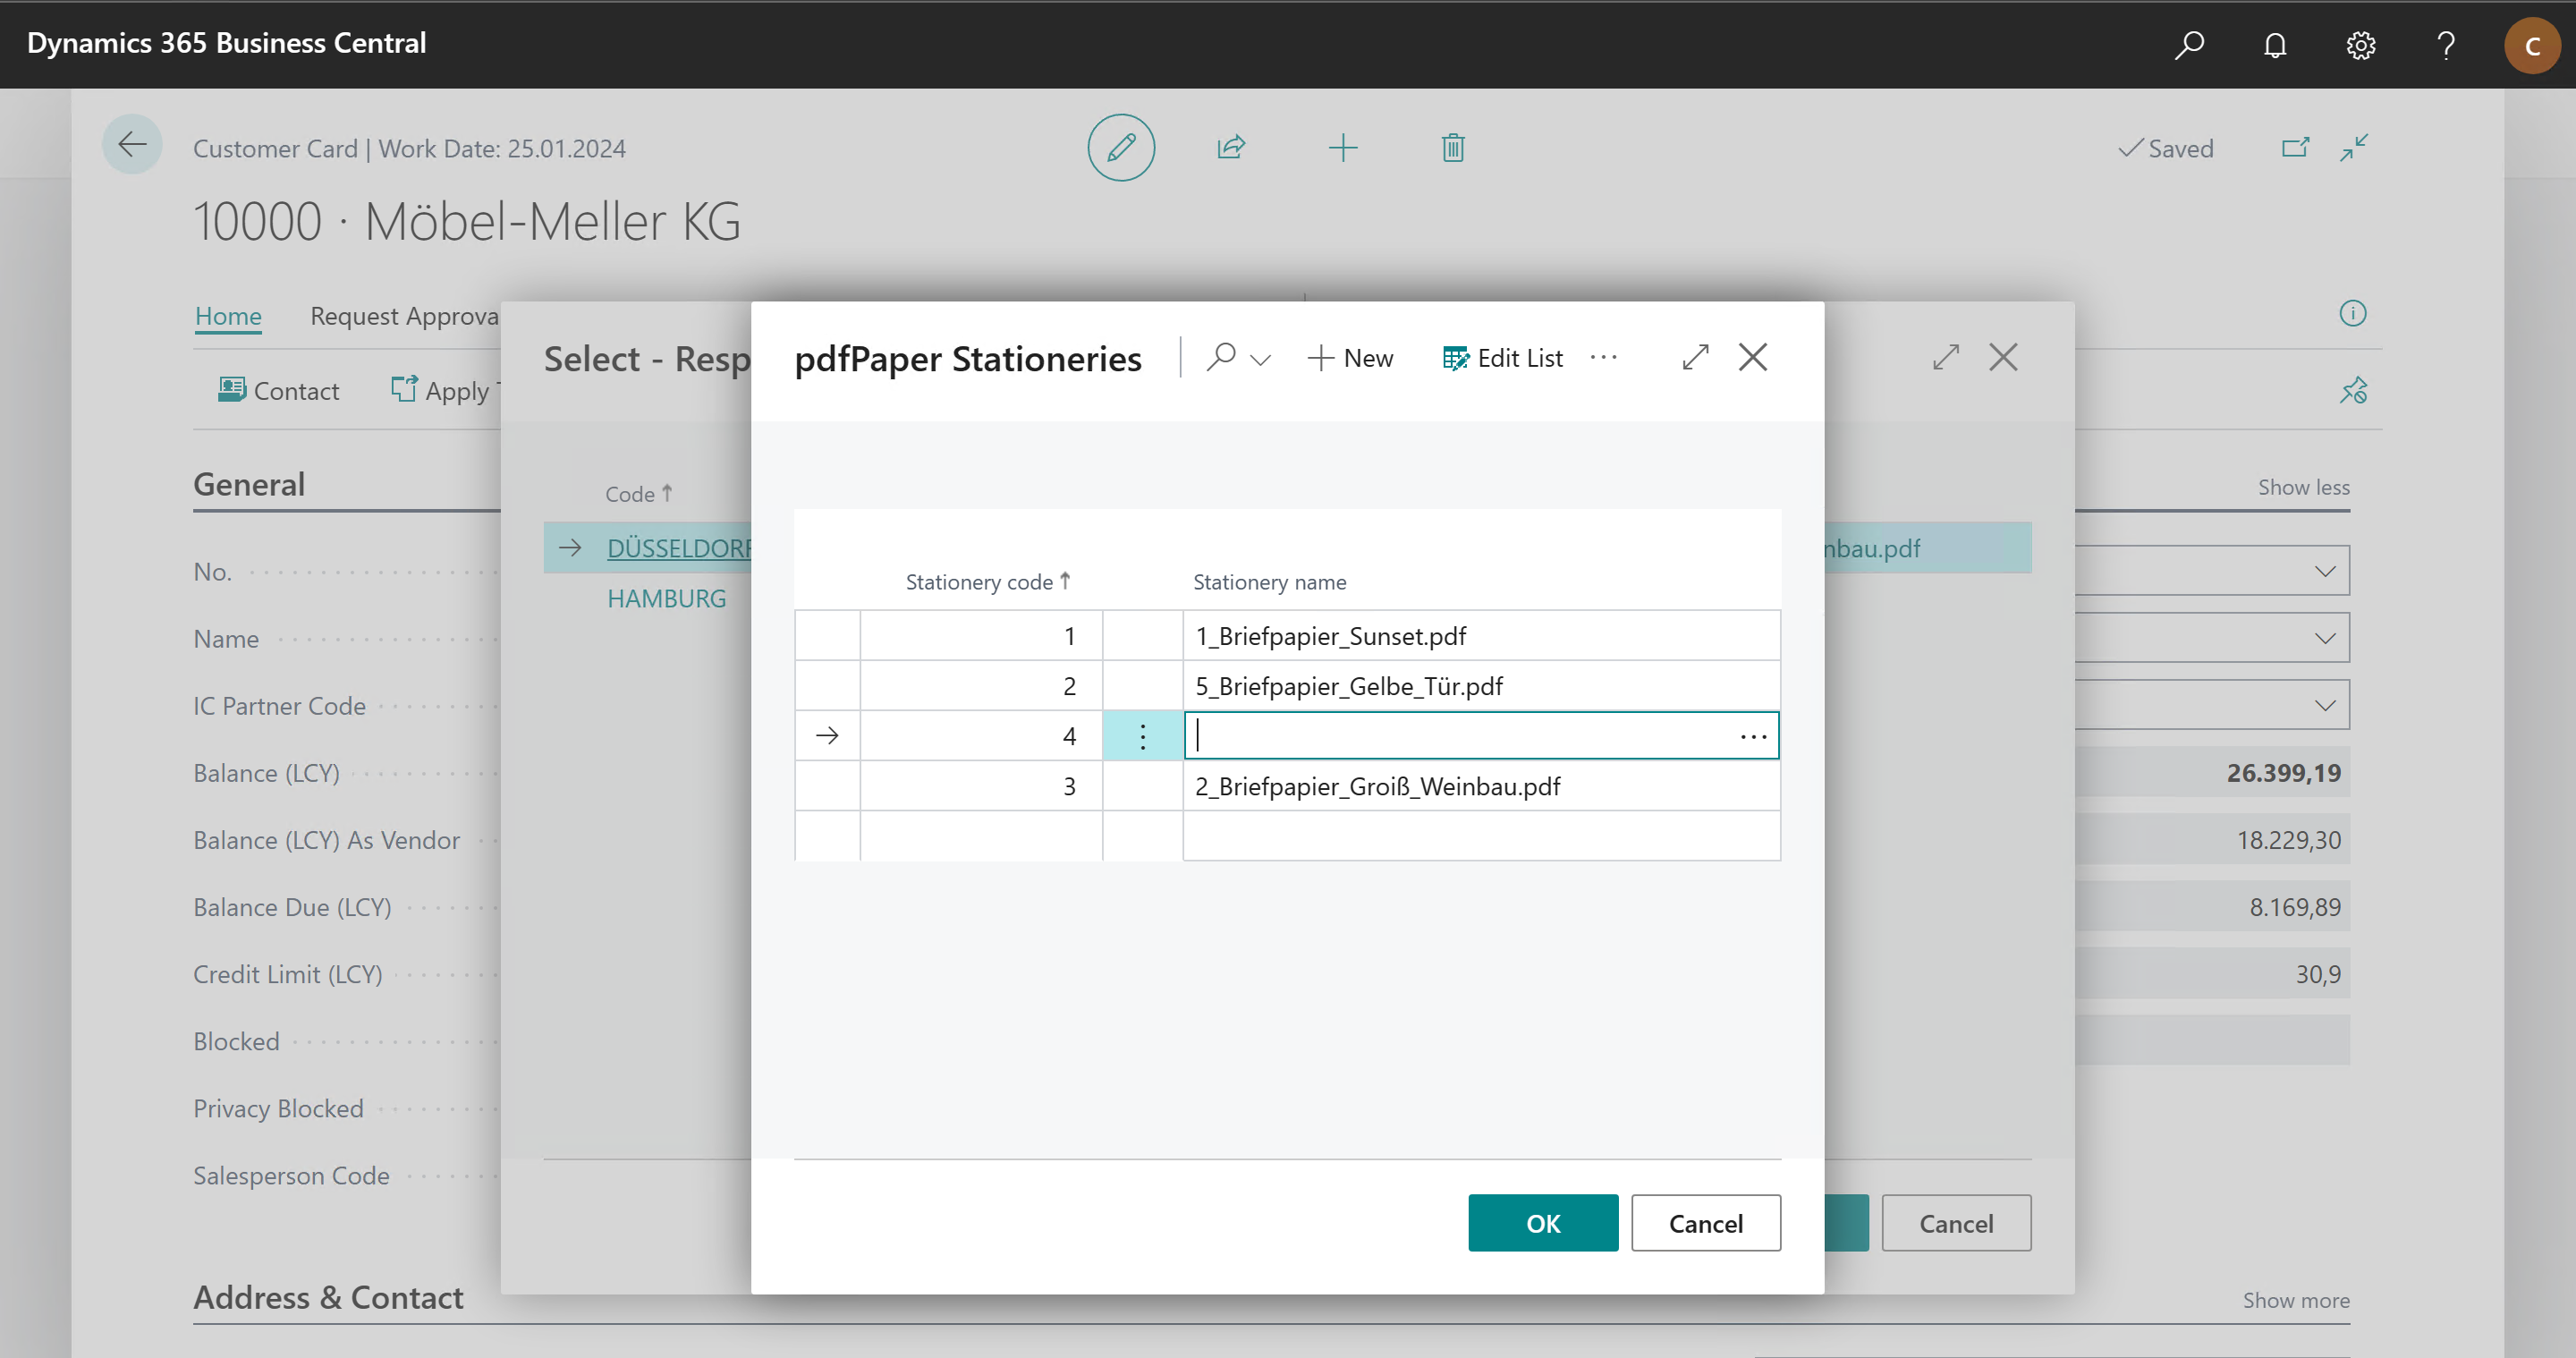 Dynamics 365 Business Central
C
Customer Card | Work Date: 25.01.2024
Saved
10000 · Möbel-Meller KG
Home
Request Approva
Contact
Apply
General
Show less
No.
Name
IC Partner Code
Balance (LCY)
26.399,19
Balance (LCY) As Vendor
18.229,30
Balance Due (LCY)
8.169,89
Credit Limit (LCY)
30,9
Blocked
Privacy Blocked
Salesperson Code
Address & Contact
Show more
Select - Resp
Code
DÜSSELDORF
nbau.pdf
HAMBURG
Cancel
pdfPaper Stationeries
New
Edit List
Stationery code
Stationery name
1
1_Briefpapier_Sunset.pdf
2
5_Briefpapier_Gelbe_Tür.pdf
4
3
2_Briefpapier_Groiß_Weinbau.pdf
OK
Cancel